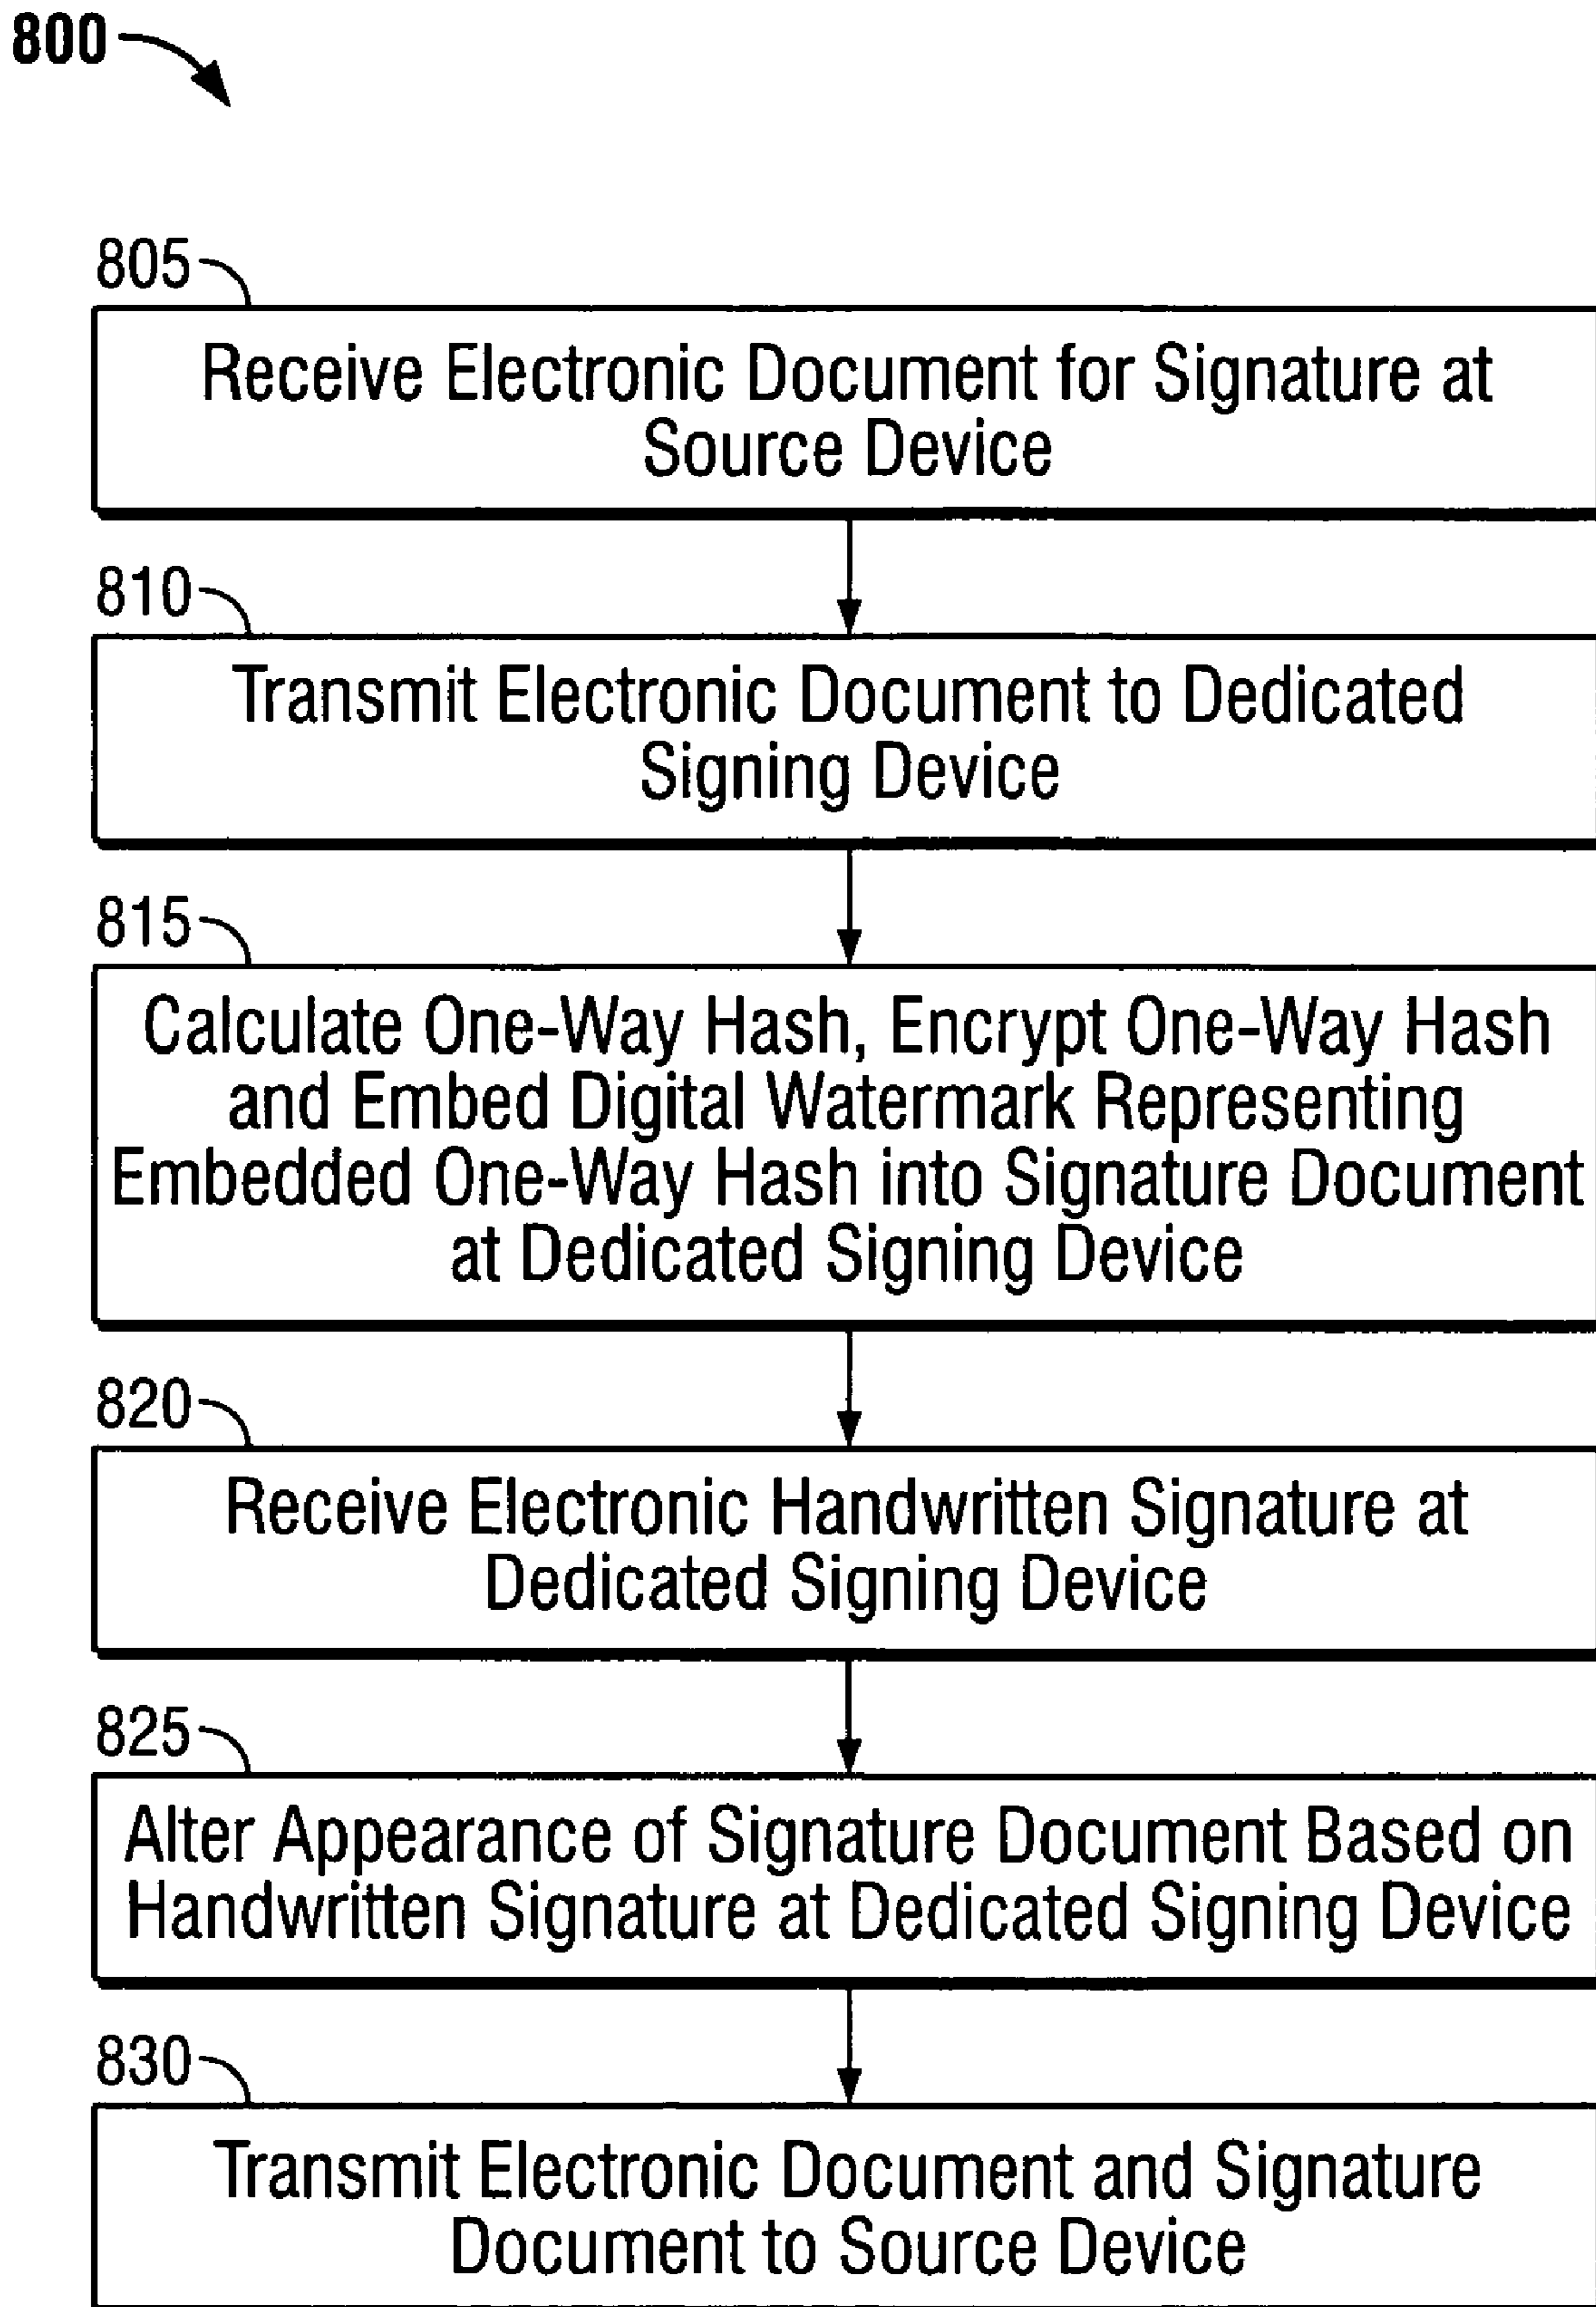 800
805
Receive Electronic Document for Signature at
Source Device
810
Transmit Electronic Document to Dedicated
Signing Device
815
Calculate One-Way Hash, Encrypt One-Way Hash
and Embed Digital Watermark Representing
Embedded One-Way Hash into Signature Document
at Dedicated Signing Device
820
Receive Electronic Handwritten Signature at
Dedicated Signing Device
825
Alter Appearance of Signature Document Based on
Handwritten Signature at Dedicated Signing Device
830
Transmit Electronic Document and Signature
Document to Source Device